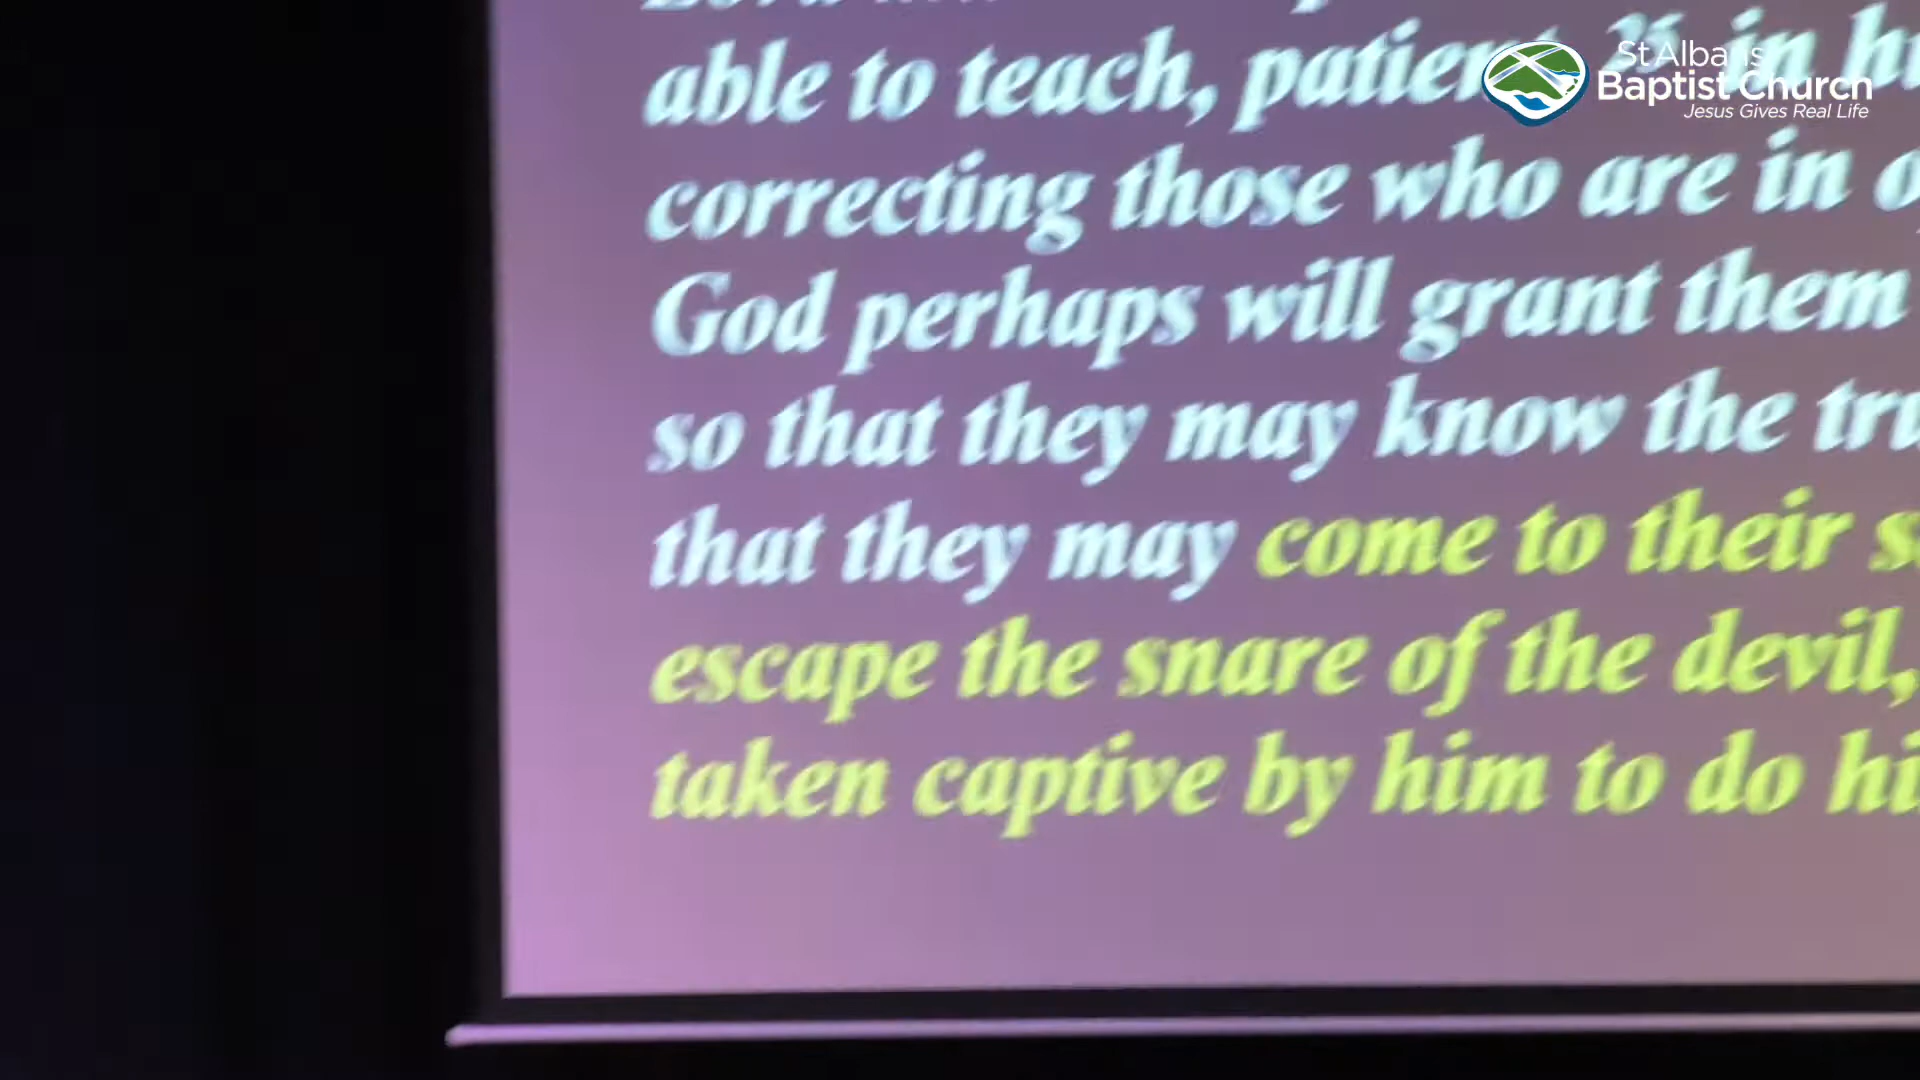 able to teach, patient, 25 in
correcting those who are in
God perhaps will grant them
so that they may know the
that they may come to their
escape the snare of the devil,
taken captive by him to do
St Albans
Baptist Church
Jesus Gives Real Life